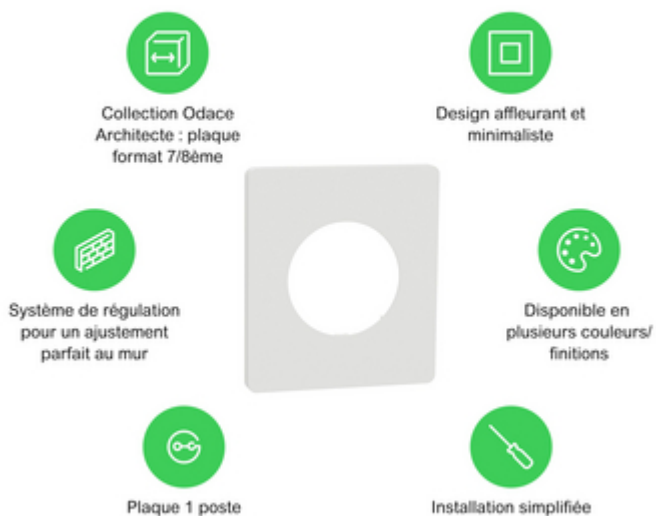 Collection Odace
Architecte : plaque
format 7/8ème
Design affleurant et
minimaliste
Système de régulation
pour un ajustement
parfait au mur
Disponible en
plusieurs couleurs/
finitions
Plaque 1 poste
Installation simplifiée